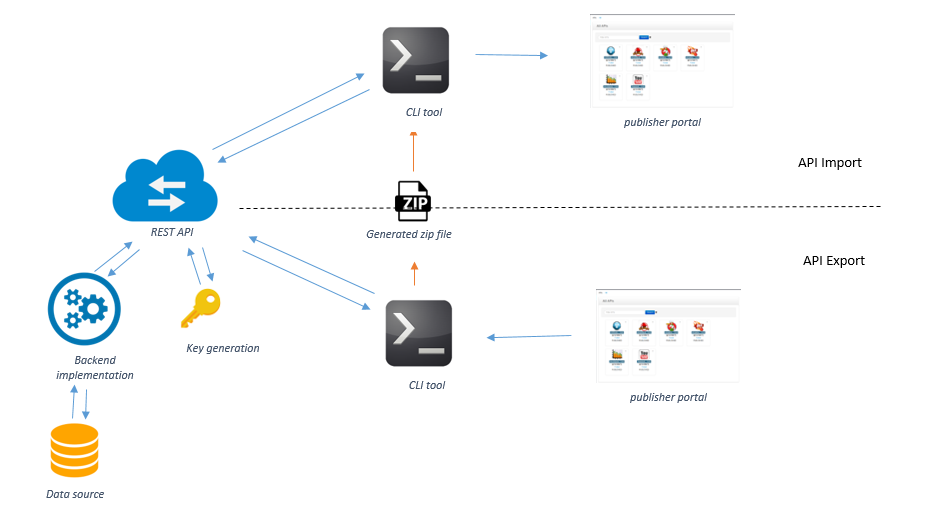 CLI tool
publisher portal
API Import
ZIP
REST API
Generated zip file
API Export
Key generation
Backend
implementation
CLI tool
publisher portal
Data source